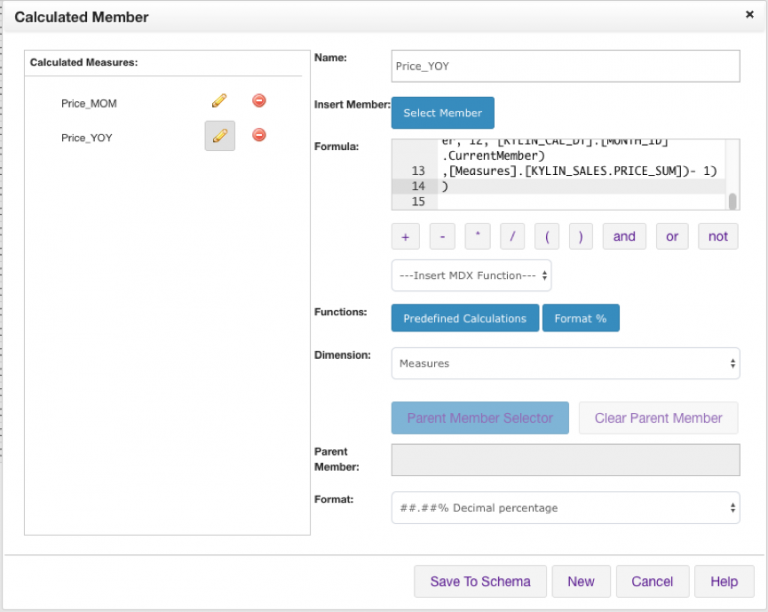 Calculated Member
×
Calculated Measures:
Price_MOM
Price_YOY
Name:
Price_YOY
Insert Member:
Select Member
Formula:
er, 12, [KYLIN_CAL_DT].[MONTH_ID]
.CurrentMember)
13 ,[Measures].[KYLIN_SALES.PRICE_SUM])- 1)
14 )
15
+ - * / ( ) and or not
---Insert MDX Function---
Functions:
Predefined Calculations Format %
Dimension:
Measures
Parent Member Selector Clear Parent Member
Parent
Member:
Format:
##.##% Decimal percentage
Save To Schema New Cancel Help